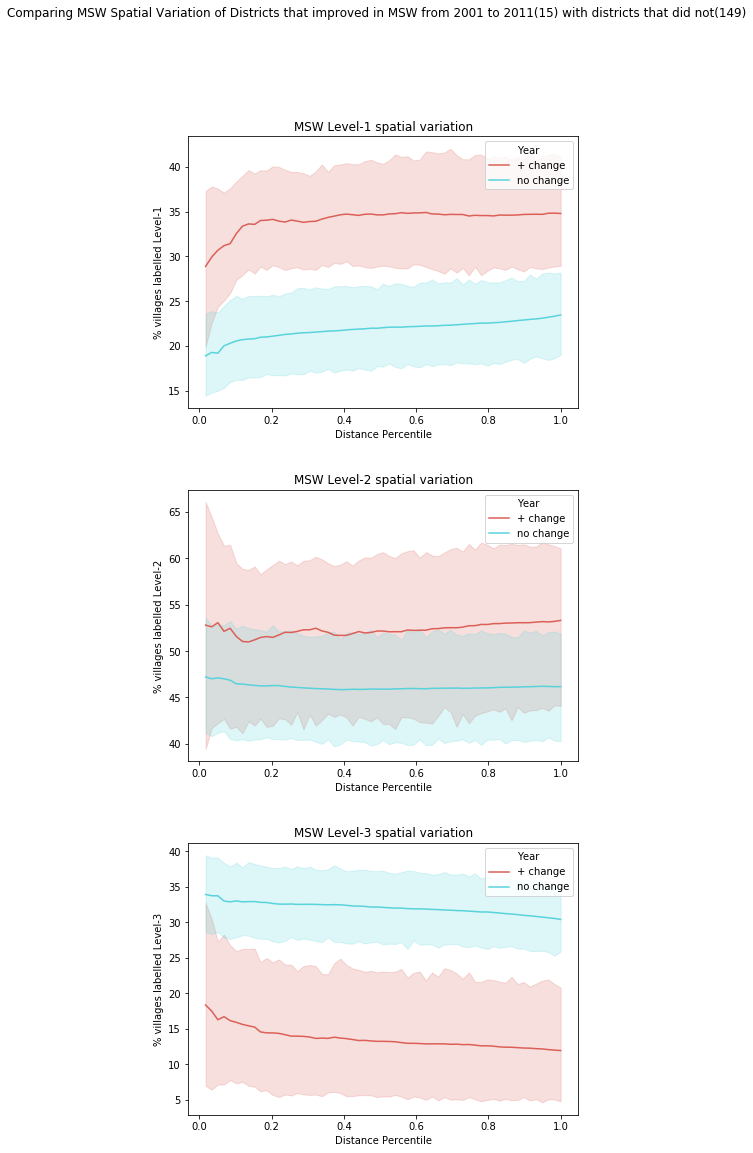 Comparing MSW Spatial Variation of Districts that improved in MSW from 2001 to 2011(15) with districts that did not(149)
MSW Level-1 spatial variation
Year
+ change
no change
40
35
30
25
20
15
% villages labelled Level-1
0.0 0.2 0.4 0.6 0.8 1.0
Distance Percentile
MSW Level-2 spatial variation
Year
+ change
no change
65
60
55
50
45
40
% villages labelled Level-2
0.0 0.2 0.4 0.6 0.8 1.0
Distance Percentile
MSW Level-3 spatial variation
Year
+ change
no change
40
35
30
25
20
15
10
5
% villages labelled Level-3
0.0 0.2 0.4 0.6 0.8 1.0
Distance Percentile